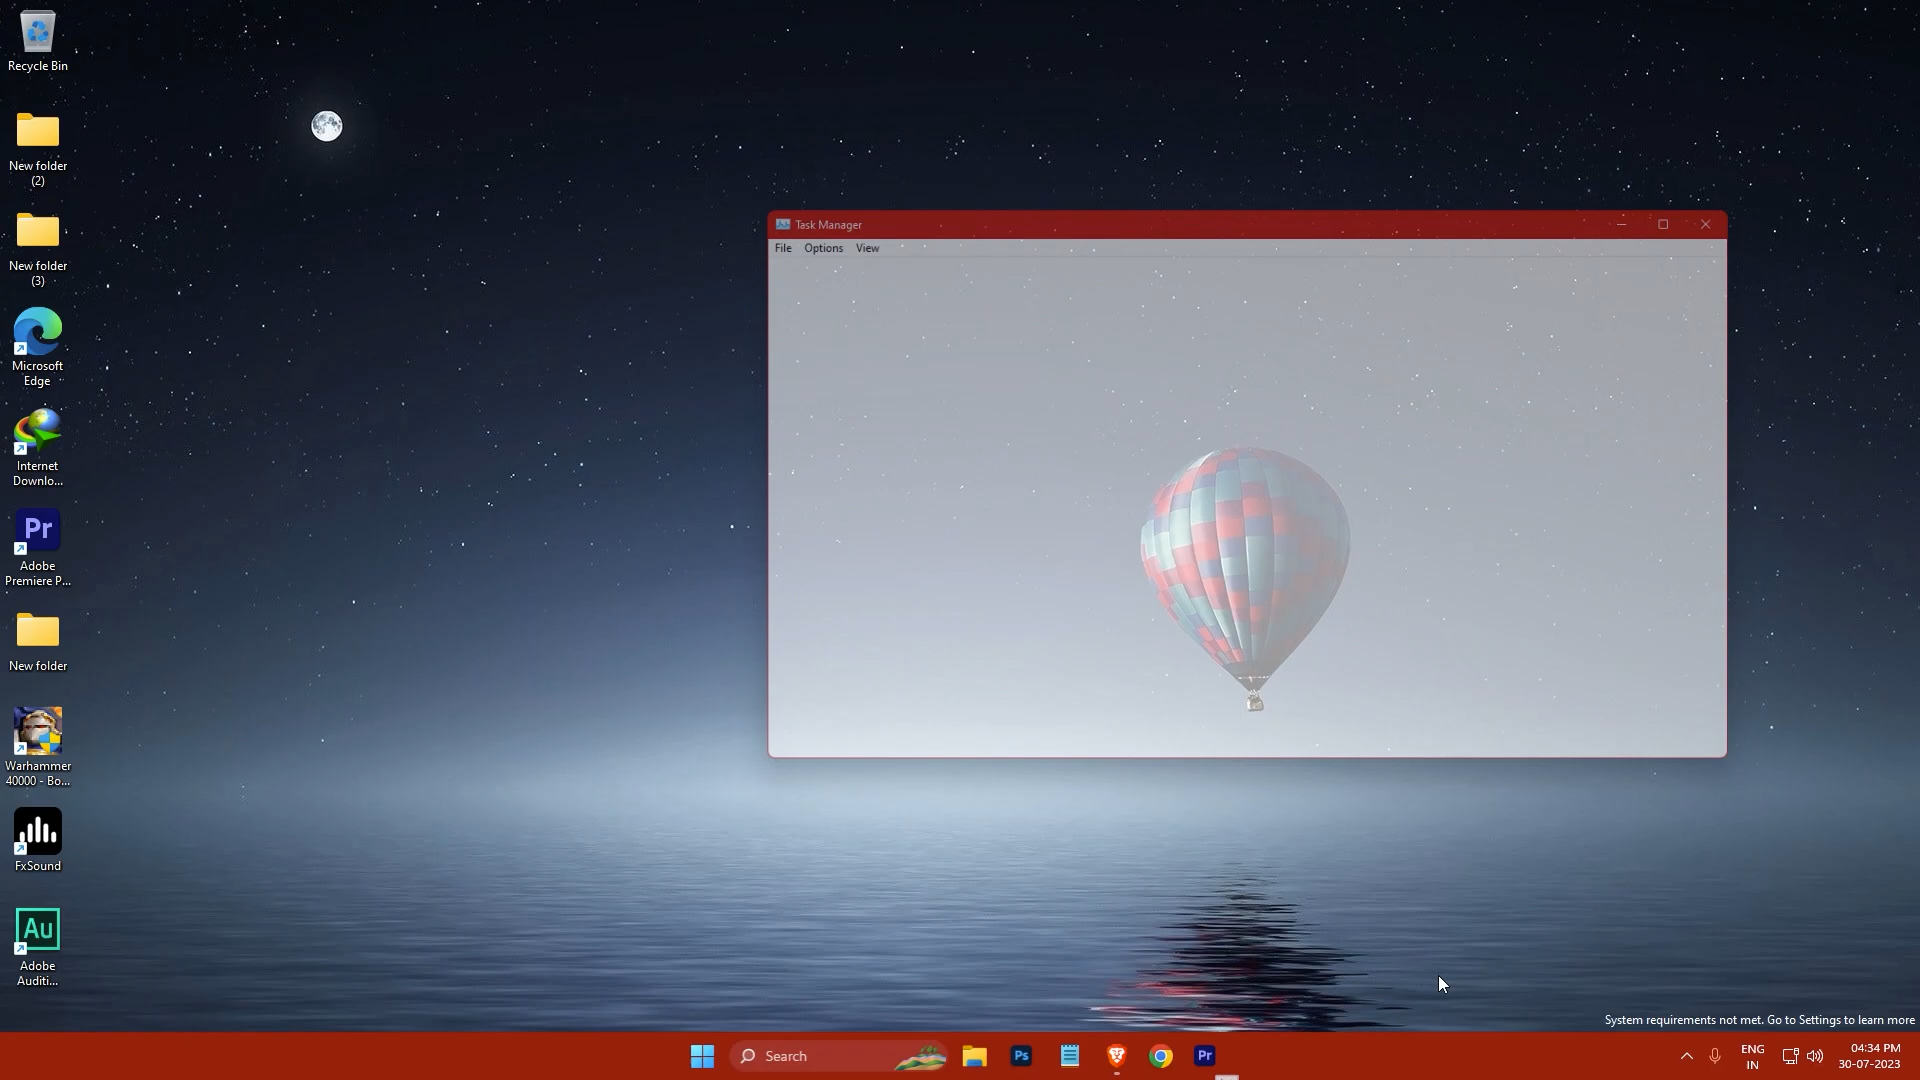 Recycle Bin
New folder
(2)
New folder
(3)
Microsoft
Edge
Internet
Downlo...
Pr
Adobe
Premiere P...
New folder
Warhammer
40000 - Bo...
FxSound
Au
Adobe
Auditi...
Task Manager
File Options View
System requirements not met. Go to Settings to learn more
Search
Ps
Pr
ENG
IN
04:34 PM
30-07-2023